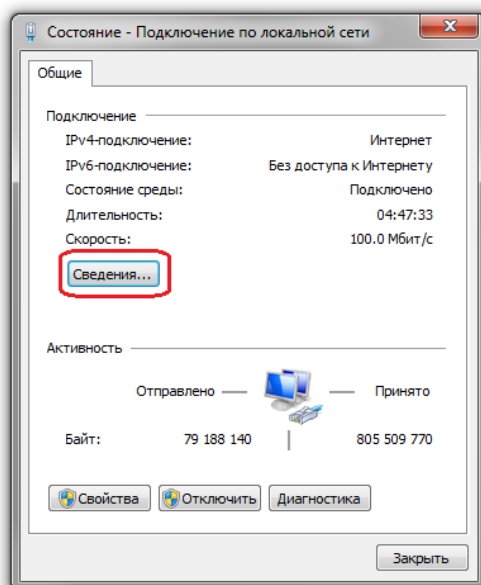 Состояние - Подключение по локальной сети
Общие
Подключение
IPv4-подключение: Интернет
IPv6-подключение: Без доступа к Интернету
Состояние среды: Подключено
Длительность: 04:47:33
Скорость: 100.0 Мбит/с
Сведения...
Активность
Отправлено — — Принято
Байт: 79 188 140 | 805 509 770
Свойства Отключить Диагностика
Закрыть